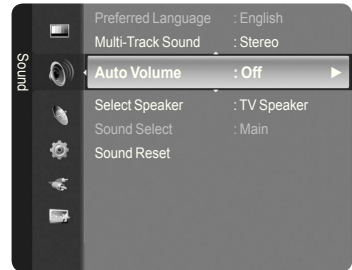 Sound
Preferred Language : English
Multi-Track Sound : Stereo
Auto Volume : Off
Select Speaker : TV Speaker
Sound Select : Main
Sound Reset